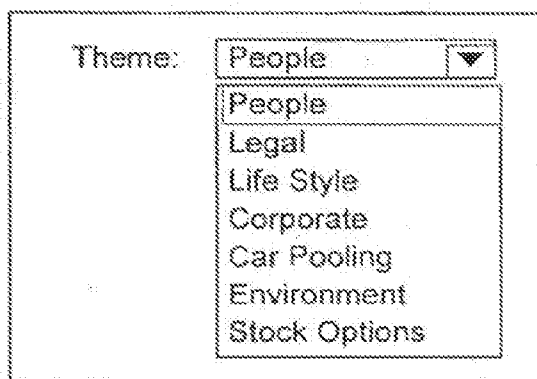 Theme: People
People
Legal
Life Style
Corporate
Car Pooling
Environment
Stock Options